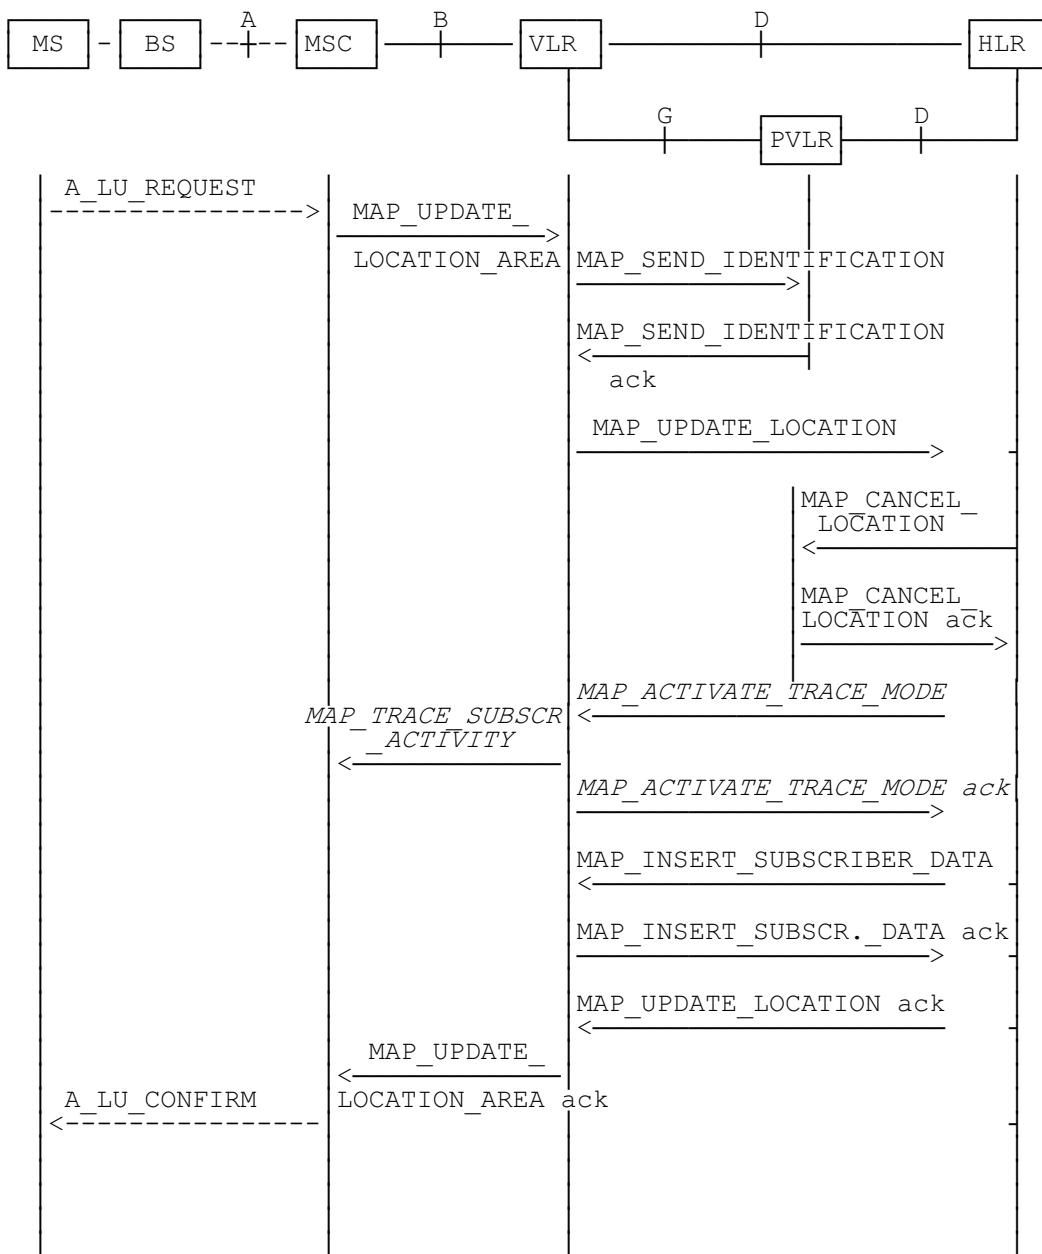 A B D
MS BS MSC VLR HLR
G D
PVLR
A_LU_REQUEST
MAP_UPDATE_
LOCATION_AREA
MAP_SEND_IDENTIFICATION
MAP_SEND_IDENTIFICATION
ack
MAP_UPDATE_LOCATION
MAP_CANCEL_
LOCATION
MAP_CANCEL_
LOCATION ack
MAP_ACTIVATE_TRACE_MODE
MAP_TRACE_SUBSCR
_ACTIVITY
MAP_ACTIVATE_TRACE_MODE ack
MAP_INSERT_SUBSCRIBER_DATA
MAP_INSERT_SUBSCR._DATA ack
MAP_UPDATE_LOCATION ack
MAP_UPDATE_
LOCATION_AREA ack
A_LU_CONFIRM